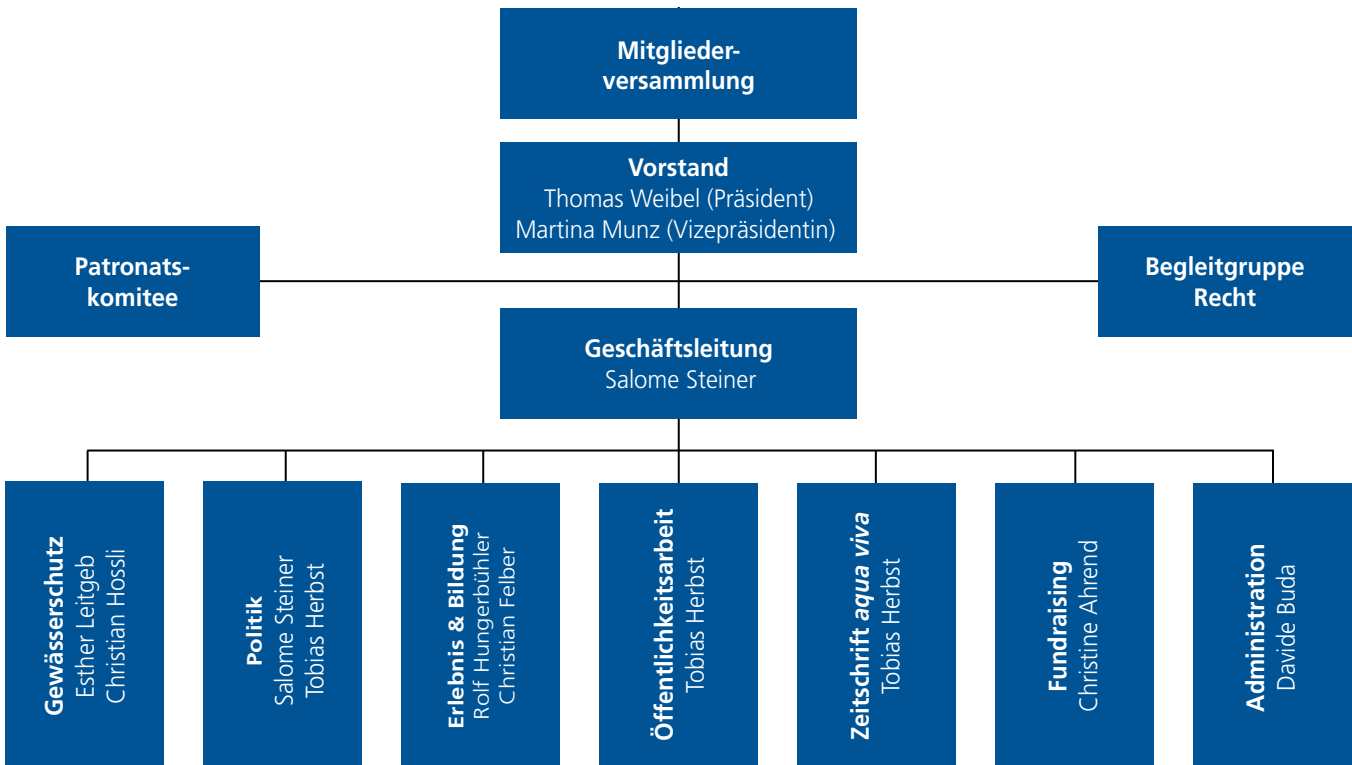 Mitglieder-
versammlung
Vorstand
Thomas Weibel (Präsident)
Martina Munz (Vizepräsidentin)
Patronats-
komitee
Begleitgruppe
Recht
Geschäftsleitung
Salome Steiner
Gewässerschutz
Esther Leitgeb
Christian Hossli
Politik
Salome Steiner
Tobias Herbst
Erlebnis & Bildung
Rolf Hungerbühler
Christian Felber
Öffentlichkeitsarbeit
Tobias Herbst
Zeitschrift aqua viva
Tobias Herbst
Fundraising
Christine Ahrend
Administration
Davide Buda